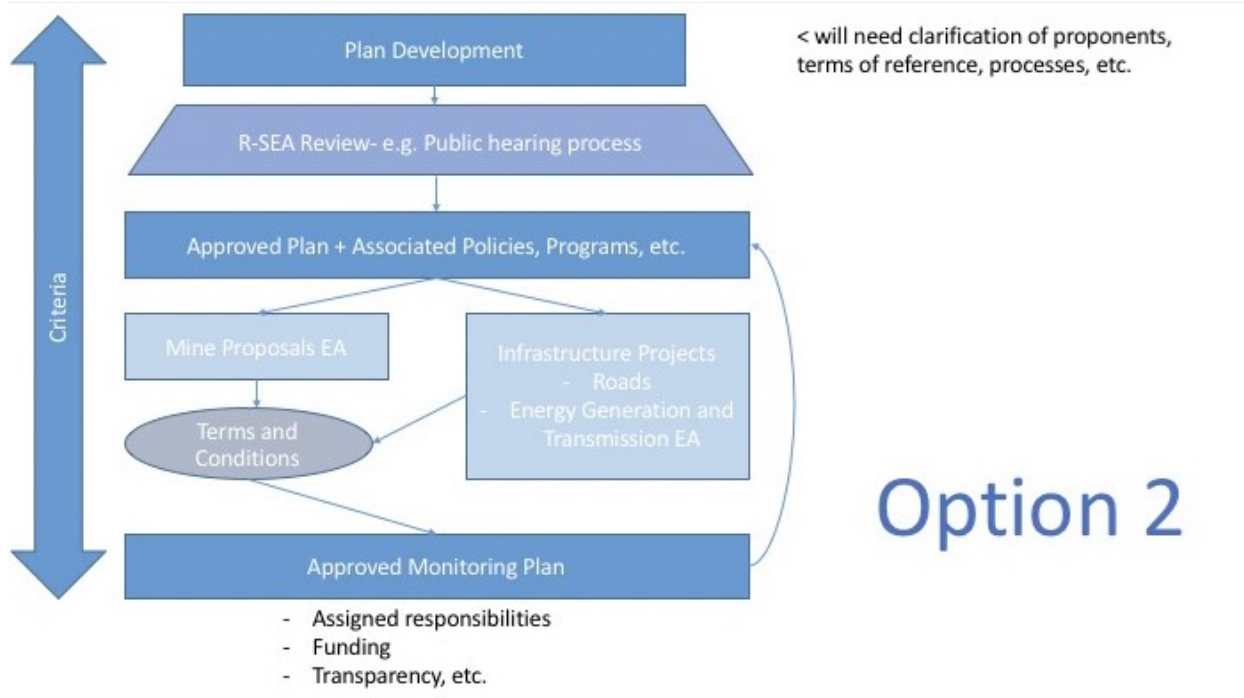 Plan Development
< will need clarification of proponents,
terms of reference, processes, etc.
R-SEA Review- e.g. Public hearing process
Approved Plan + Associated Policies, Programs, etc.
Criteria
Mine Proposals EA
Infrastructure Projects
- Roads
- Energy Generation and
Transmission EA
Terms and
Conditions
Option 2
Approved Monitoring Plan
- Assigned responsibilities
- Funding
- Transparency, etc.